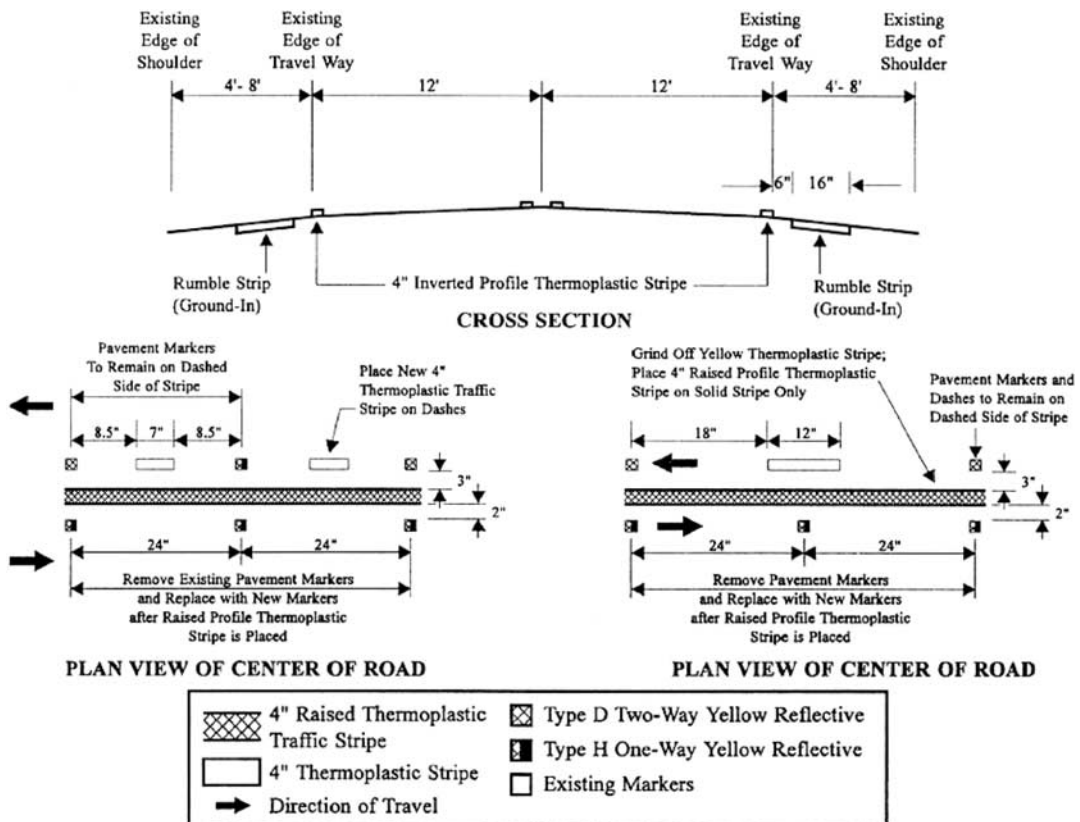 Existing
Edge of
Shoulder
Existing
Edge of
Travel Way
Existing
Edge of
Travel Way
Existing
Edge of
Shoulder
4'- 8'
12'
12'
4'- 8'
6"
16"
Rumble Strip
(Ground-In)
4" Inverted Profile Thermoplastic Stripe
Rumble Strip
(Ground-In)
CROSS SECTION
Pavement Markers
To Remain on Dashed
Side of Stripe
Place New 4"
Thermoplastic Traffic
Stripe on Dashes
8.5"
7"
8.5"
3"
2"
24"
24"
Remove Existing Pavement Markers
and Replace with New Markers
after Raised Profile Thermoplastic
Stripe is Placed
PLAN VIEW OF CENTER OF ROAD
Grind Off Yellow Thermoplastic Stripe;
Place 4" Raised Profile Thermoplastic
Stripe on Solid Stripe Only
Pavement Markers and
Dashes to Remain on
Dashed Side of Stripe
18"
12"
3"
2"
24"
24"
Remove Pavement Markers
and Replace with New Markers
after Raised Profile Thermoplastic
Stripe is Placed
PLAN VIEW OF CENTER OF ROAD
4" Raised Thermoplastic
Traffic Stripe
4" Thermoplastic Stripe
Direction of Travel
Type D Two-Way Yellow Reflective
Type H One-Way Yellow Reflective
Existing Markers